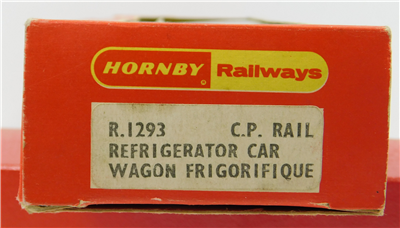 HORNBY Railways
R.1293 C.P. RAIL
REFRIGERATOR CAR
WAGON FRIGORIFIQUE